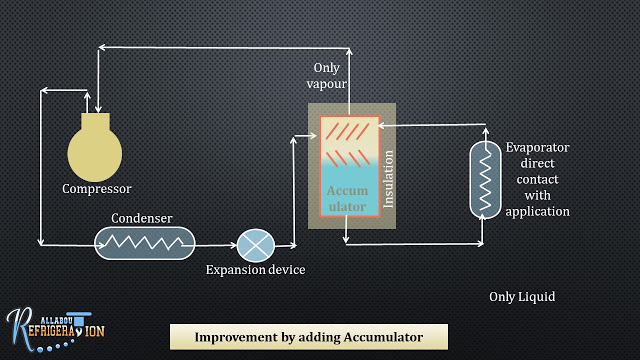 Only
vapour
Compressor
Condenser
Expansion device
Accum
ulator
Insulation
Evaporator
direct
contact
with
application
Only Liquid
ALLABOU
REFRIGERATION
Improvement by adding Accumulator